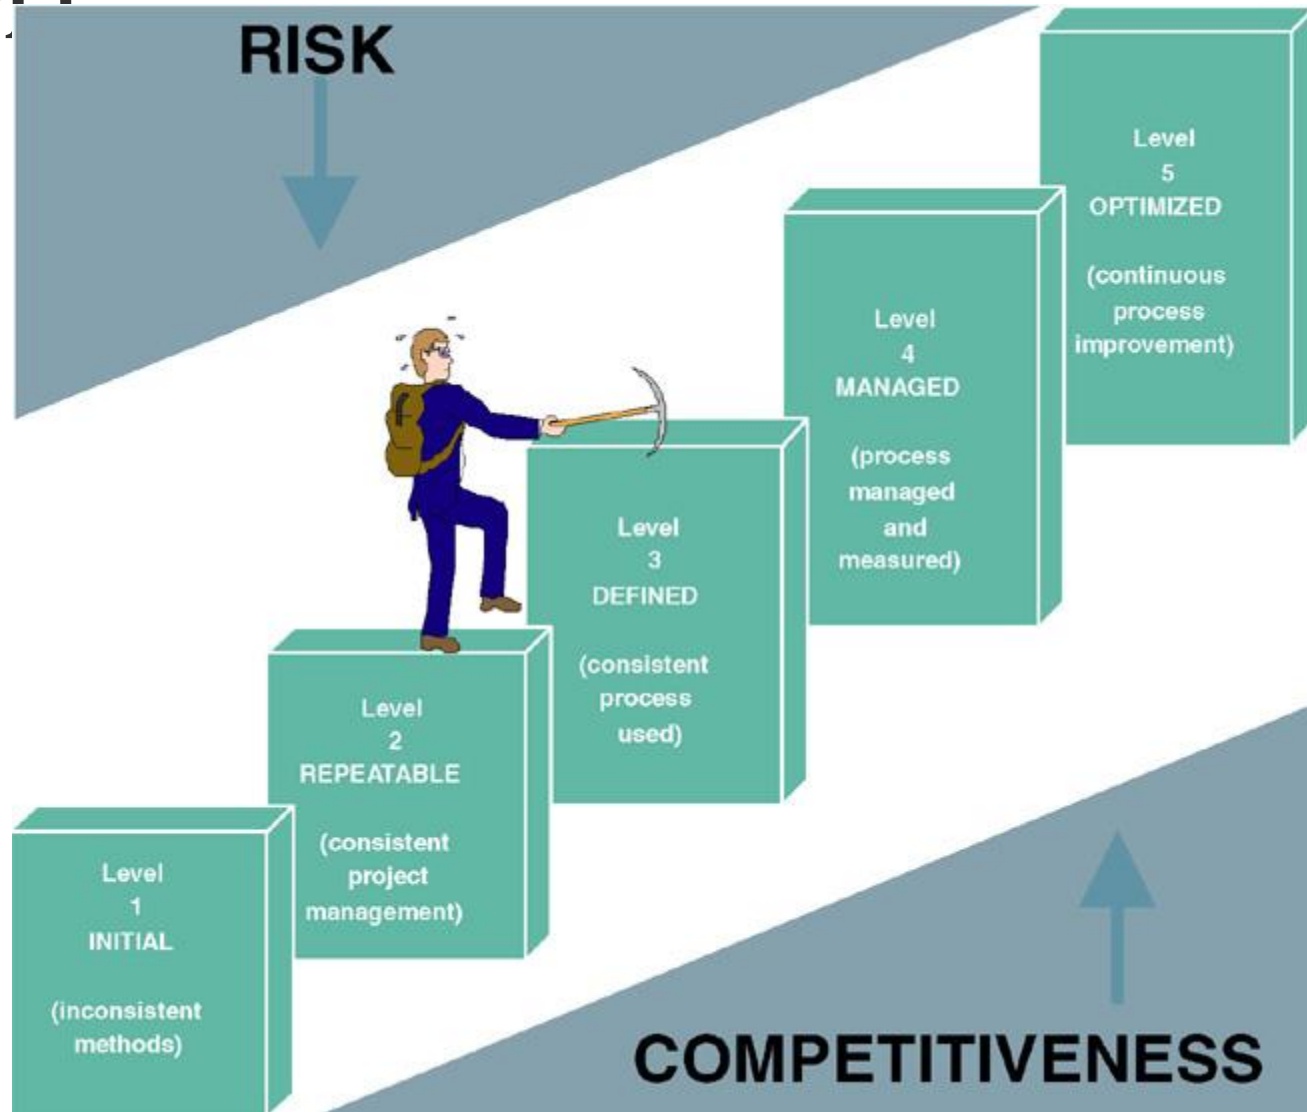 RISK
Level
5
OPTIMIZED
(continuous
process
improvement)
Level
4
MANAGED
(process
managed
and
measured)
Level
3
DEFINED
(consistent
process
used)
Level
2
REPEATABLE
(consistent
project
management)
Level
1
INITIAL
(inconsistent
methods)
COMPETITIVENESS